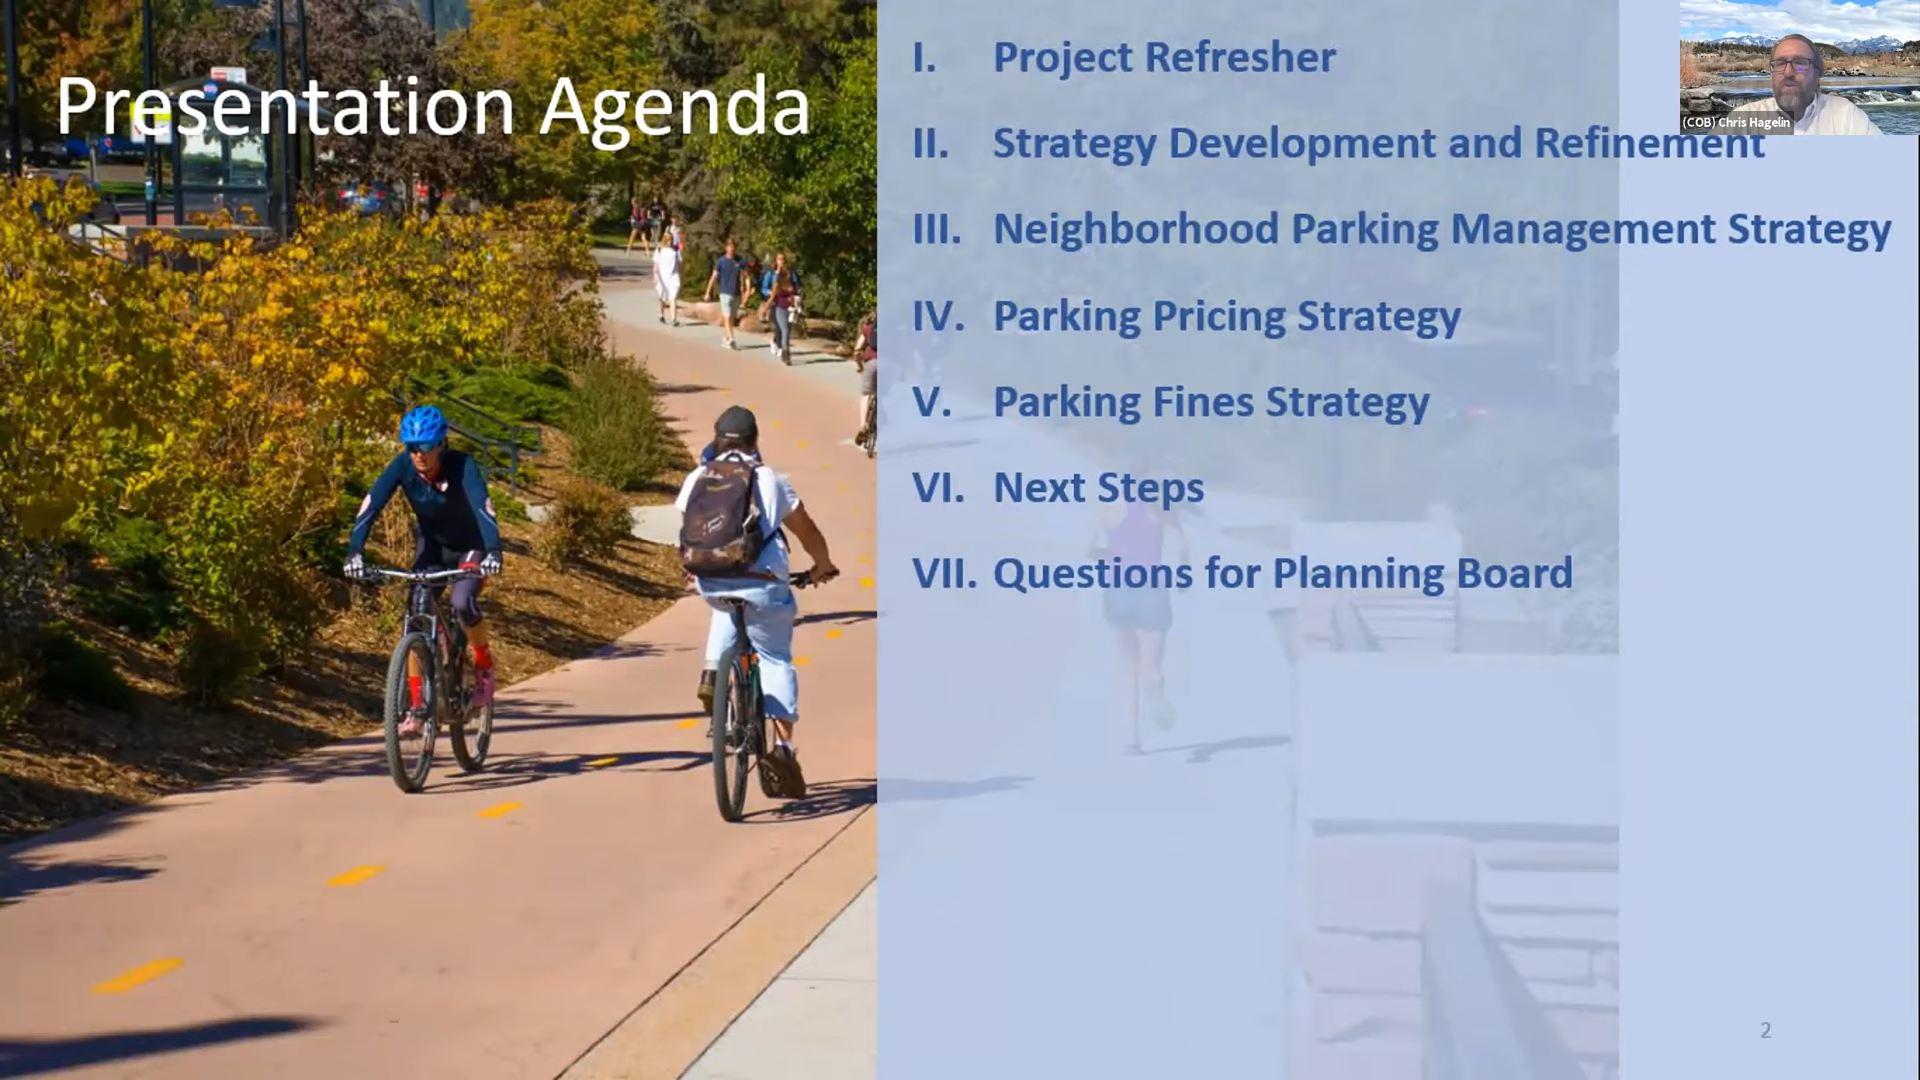 Presentation Agenda
I. Project Refresher
II. Strategy Development and Refinement
III. Neighborhood Parking Management Strategy
IV. Parking Pricing Strategy
V. Parking Fines Strategy
VI. Next Steps
VII. Questions for Planning Board
(COB) Chris Hagelin
2